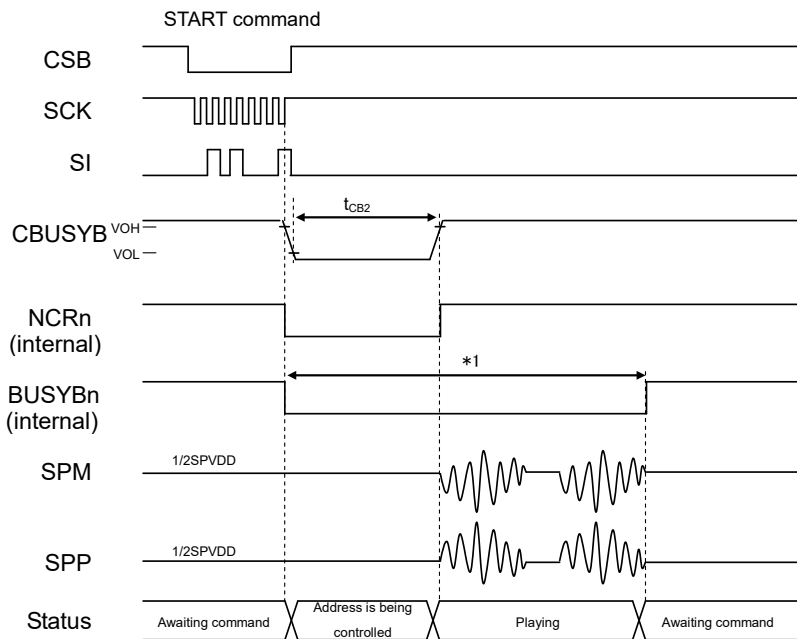 START command
CSB
SCK
SI
tCB2
CBUSYB
VOH
VOL
NCRn
(internal)
*1
BUSYBn
(internal)
SPM
1/2SPVDD
SPP
1/2SPVDD
Status
Awaiting command
Address is being
controlled
Playing
Awaiting command